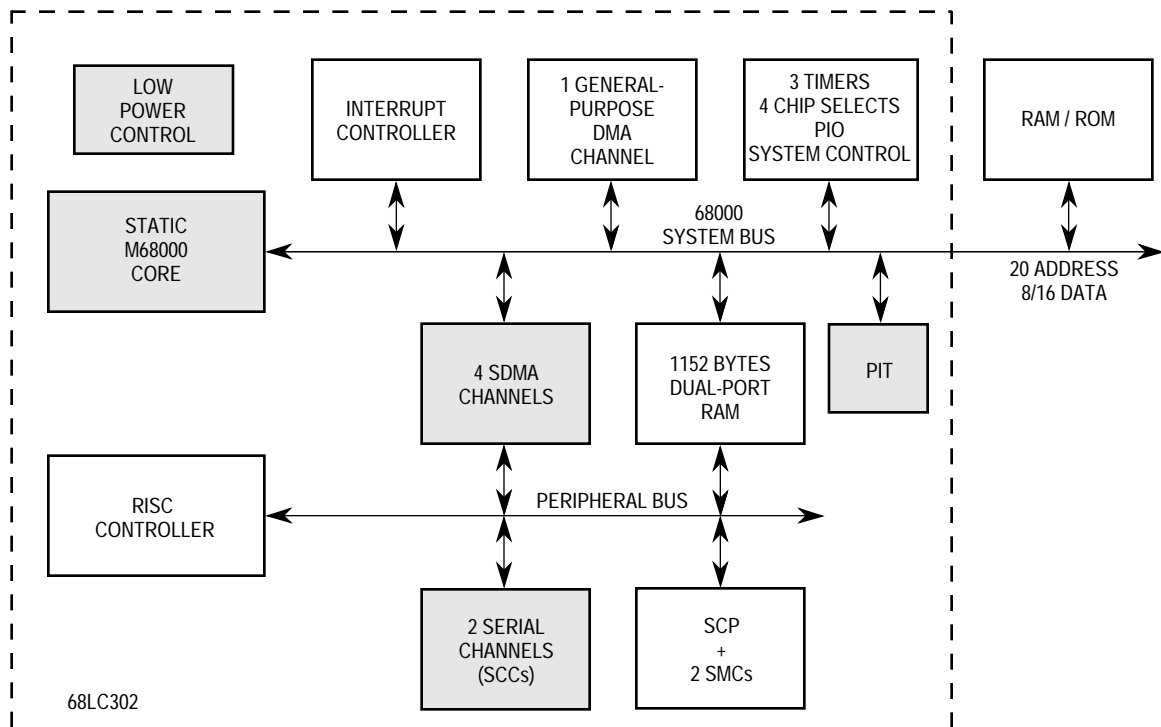 LOW
POWER
CONTROL
INTERRUPT
CONTROLLER
1 GENERAL-
PURPOSE
DMA
CHANNEL
3 TIMERS
4 CHIP SELECTS
PIO
SYSTEM CONTROL
RAM / ROM
STATIC
M68000
CORE
68000
SYSTEM BUS
20 ADDRESS
8/16 DATA
4 SDMA
CHANNELS
1152 BYTES
DUAL-PORT
RAM
PIT
RISC
CONTROLLER
PERIPHERAL BUS
2 SERIAL
CHANNELS
(SCCs)
SCP
+
2 SMCs
68LC302